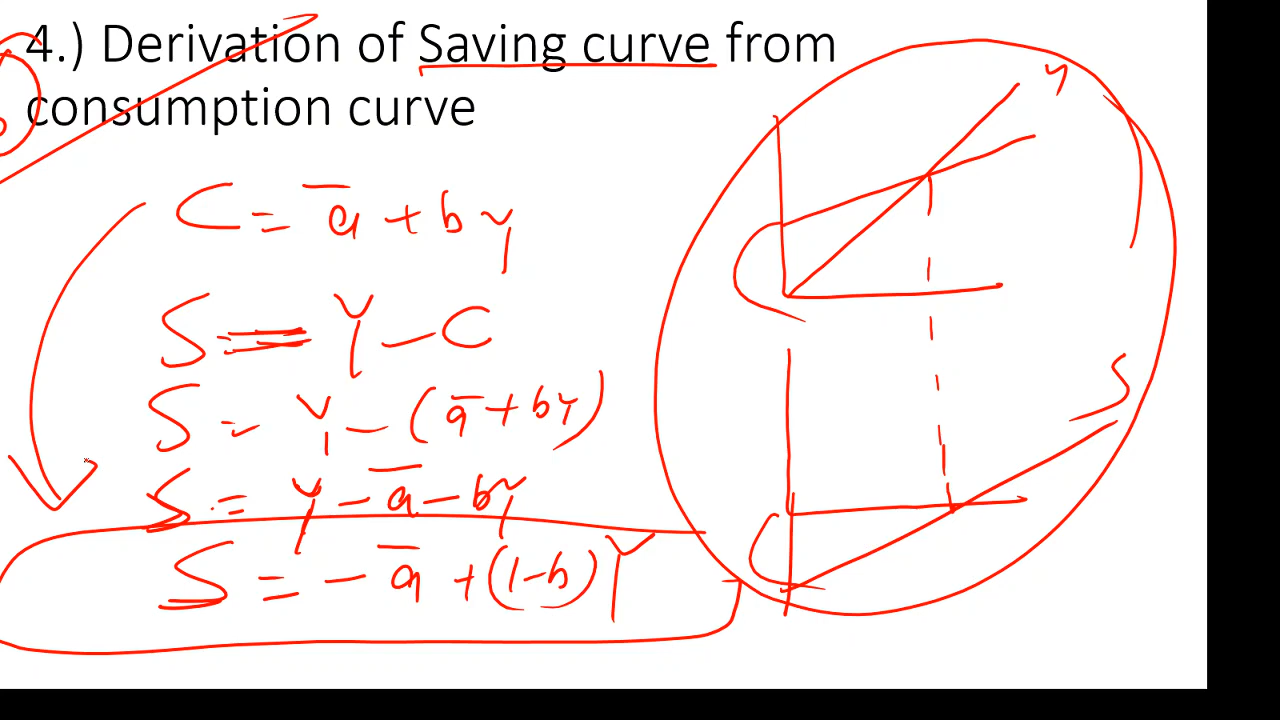 4.) Derivation of Saving curve from
consumption curve
C = a̅ + by
S = Y - C
S = Y - (a̅ + by)
S = Y - a̅ - by
S = - a̅ + (1-b) Y
Y
S